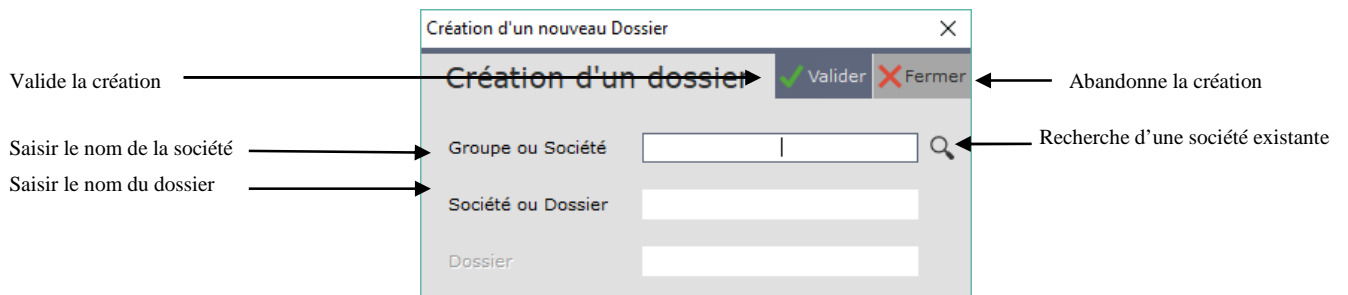 Création d'un nouveau Dossier
Valide la création
Création d'un dossier
Valider
Fermer
Abandonne la création
Saisir le nom de la société
Groupe ou Société
Recherche d’une société existante
Saisir le nom du dossier
Société ou Dossier
Dossier